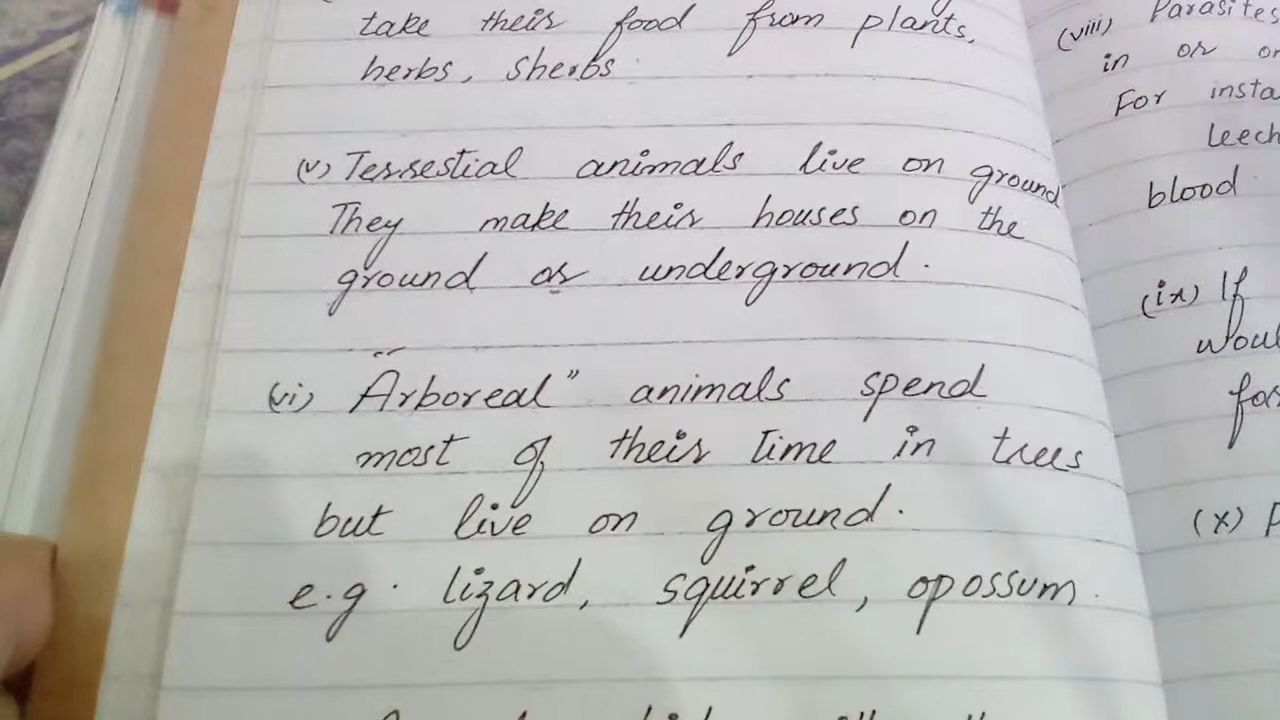 take their food from plants,
herbs, sherbs.
(v) Terrestial animals live on ground
They make their houses on the
ground or underground.
(vi) "Arboreal" animals spend
most of their time in trees
but live on ground.
e.g. lizard, squirrel, opossum.
(viii) Parasites
in or or
For insta
leech
blood
(ix) If
woul
for
(x)